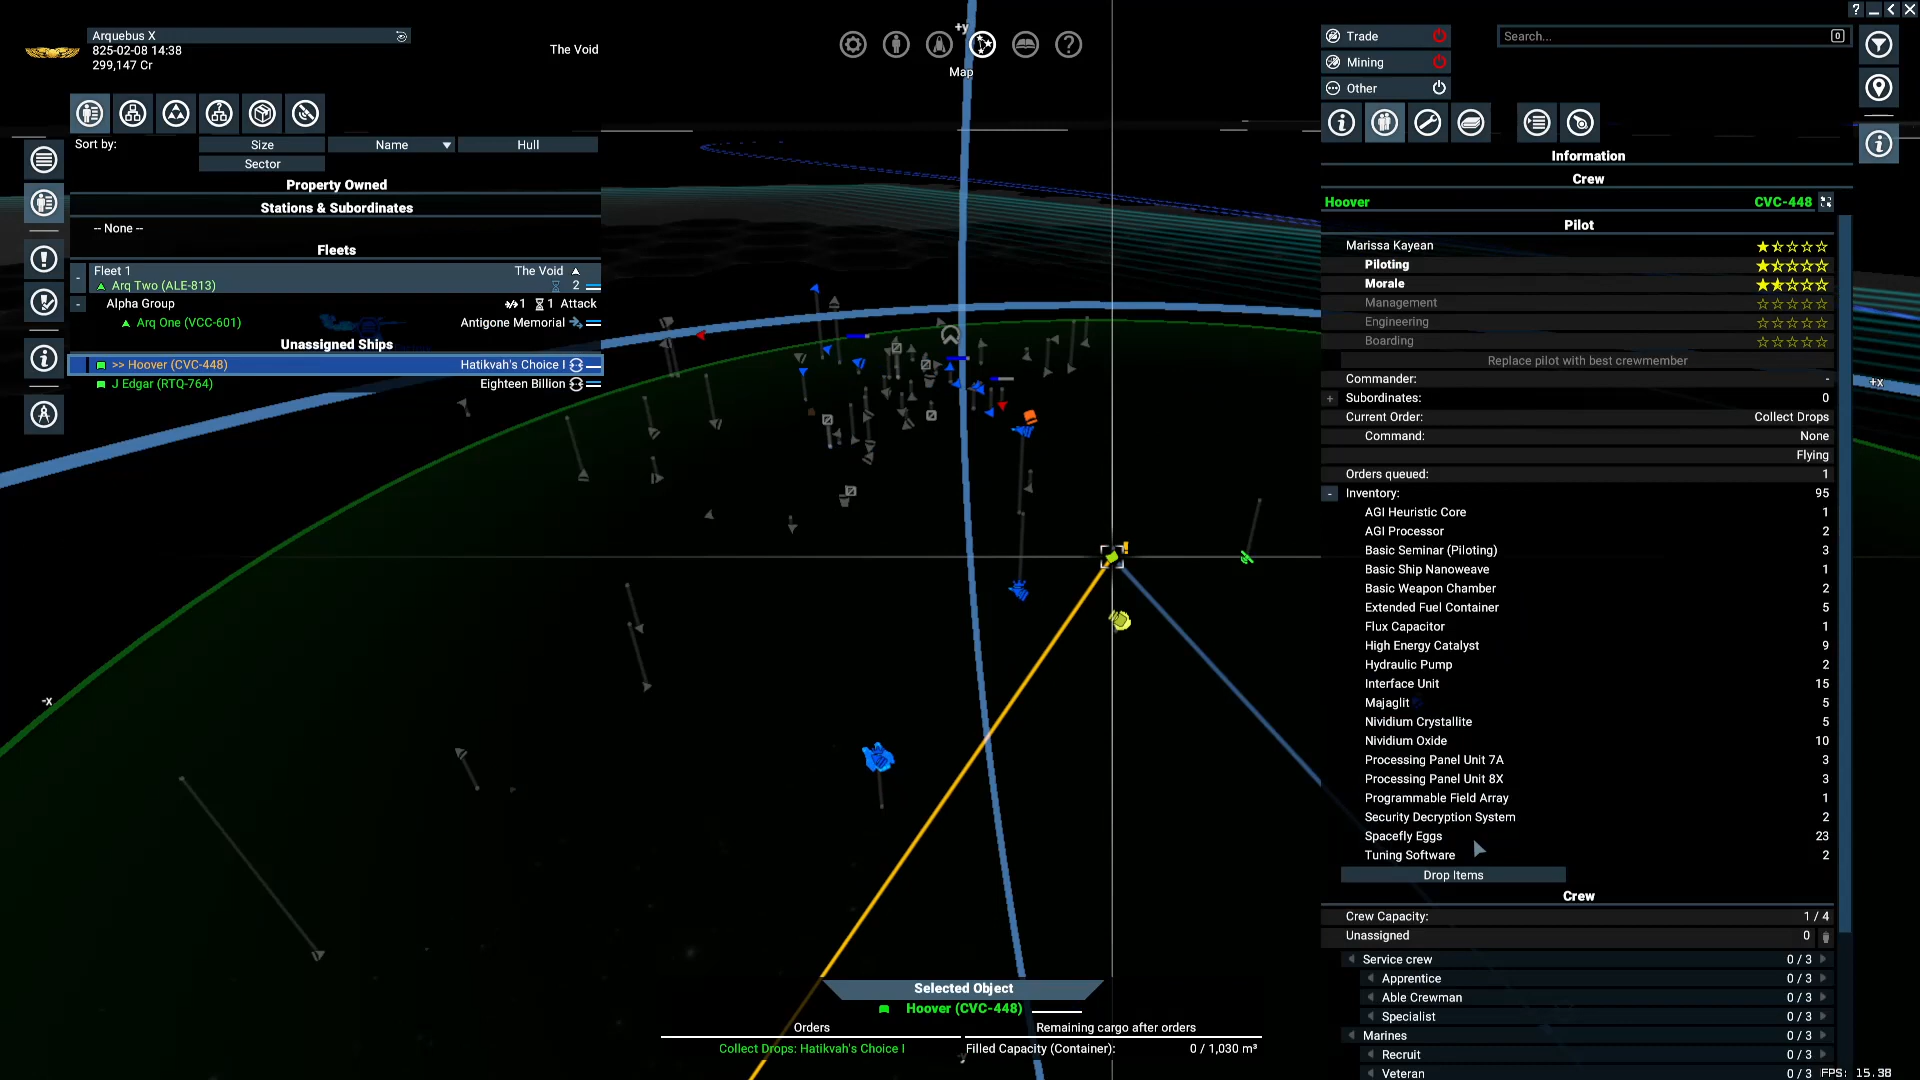 Arquebus X
825-02-08 14:38
299,147 Cr
The Void
+y
Map
Sort by:
Size
Name
Hull
Sector
Property Owned
Stations & Subordinates
-- None --
Fleets
-
Fleet 1
The Void
Arq Two (ALE-813)
2
-
Alpha Group
1
1
Attack
Arq One (VCC-601)
Antigone Memorial
Unassigned Ships
>> Hoover (CVC-448)
Hatikvah's Choice I
J Edgar (RTQ-764)
Eighteen Billion
-x
+x
Selected Object
Hoover (CVC-448)
Orders
Remaining cargo after orders
Collect Drops: Hatikvah's Choice I
Filled Capacity (Container):
0 / 1,030 m³
-y
Trade
Mining
Other
Search...
Information
Crew
Hoover
CVC-448
Pilot
Marissa Kayean
Piloting
Morale
Management
Engineering
Boarding
Replace pilot with best crewmember
Commander:
-
+
Subordinates:
0
Current Order:
Collect Drops
Command:
None
Flying
Orders queued:
1
-
Inventory:
95
AGI Heuristic Core
1
AGI Processor
2
Basic Seminar (Piloting)
3
Basic Ship Nanoweave
1
Basic Weapon Chamber
2
Extended Fuel Container
5
Flux Capacitor
1
High Energy Catalyst
9
Hydraulic Pump
2
Interface Unit
15
Majaglit
5
Nividium Crystallite
5
Nividium Oxide
10
Processing Panel Unit 7A
3
Processing Panel Unit 8X
3
Programmable Field Array
1
Security Decryption System
2
Spacefly Eggs
23
Tuning Software
2
Drop Items
Crew
Crew Capacity:
1 / 4
Unassigned
0
Service crew
0 / 3
Apprentice
0 / 3
Able Crewman
0 / 3
Specialist
0 / 3
Marines
0 / 3
Recruit
0 / 3
Veteran
0 / 3
FPS: 15.38